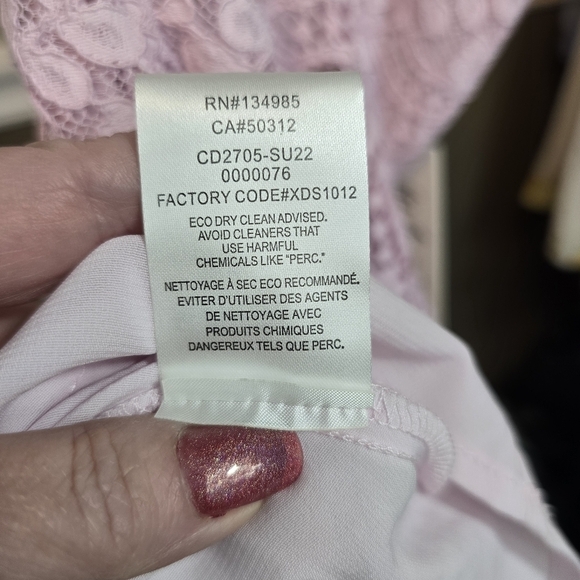 RN#134985
CA#50312
CD2705-SU22
0000076
FACTORY CODE#XDS1012
ECO DRY CLEAN ADVISED.
AVOID CLEANERS THAT
USE HARMFUL
CHEMICALS LIKE "PERC."
NETTOYAGE À SEC ECO RECOMMANDÉ.
EVITER D'UTILISER DES AGENTS
DE NETTOYAGE AVEC
PRODUITS CHIMIQUES
DANGEREUX TELS QUE PERC.